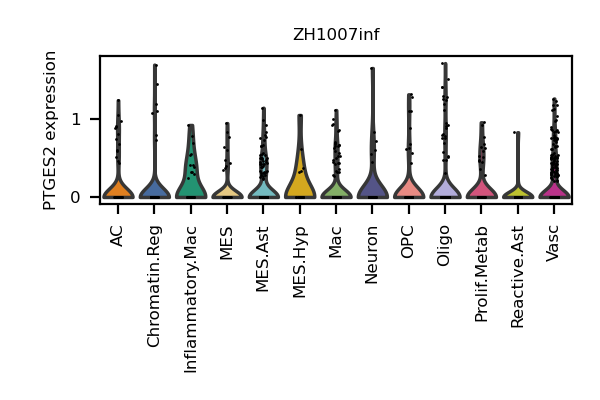 ZH1007inf
PTGES2 expression
1
0
AC
Chromatin.Reg
Inflammatory.Mac
MES
MES.Ast
MES.Hyp
Mac
Neuron
OPC
Oligo
Prolif.Metab
Reactive.Ast
Vasc